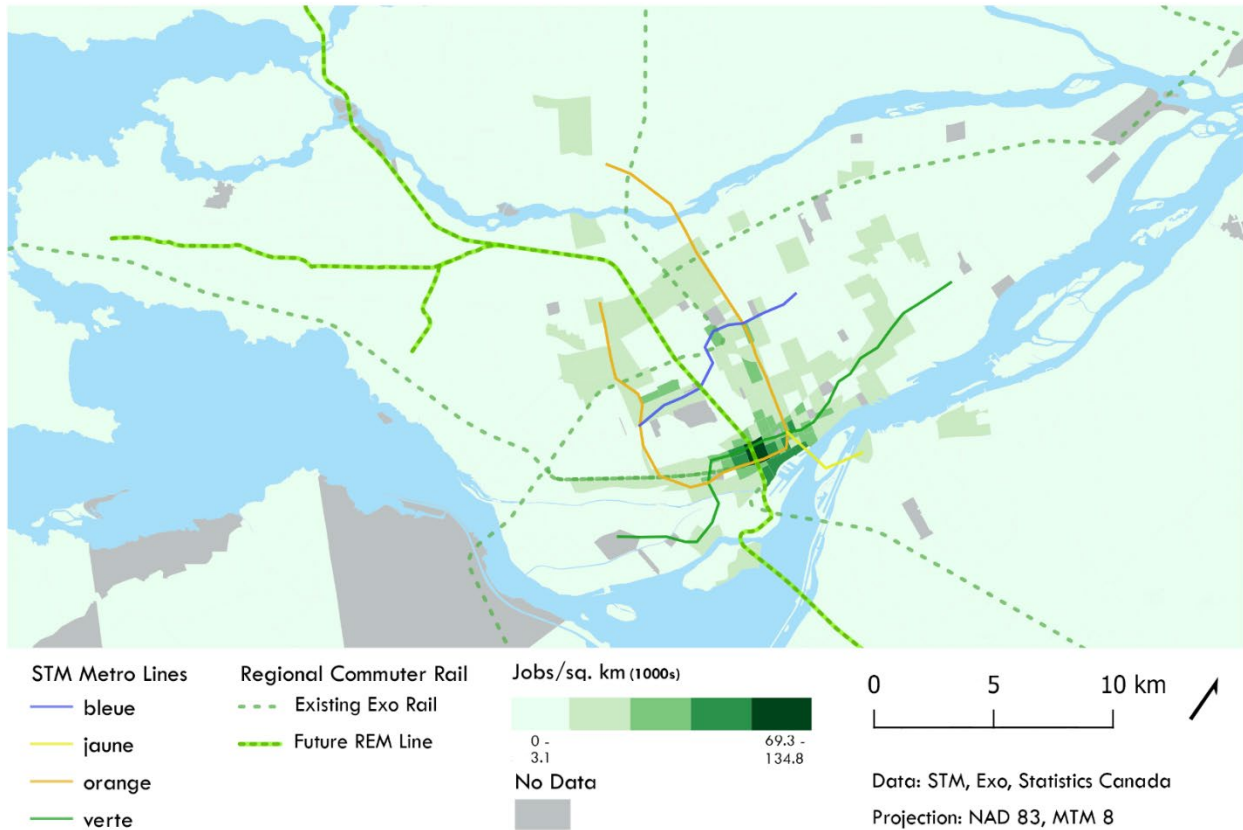 STM Metro Lines
bleue
jaune
orange
verte
Regional Commuter Rail
Existing Exo Rail
Future REM Line
Jobs/sq. km (1000s)
0 -
3.1
69.3 -
134.8
No Data
0 5 10 km
Data: STM, Exo, Statistics Canada
Projection: NAD 83, MTM 8